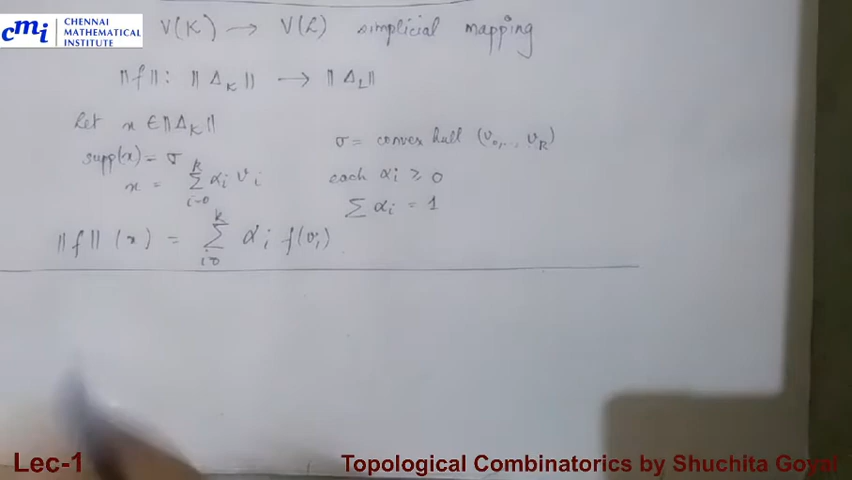 cmi CHENNAI MATHEMATICAL INSTITUTE
V(K) → V(L) simplicial mapping
||f|| : ||Δ_K|| → ||Δ_L||
Let x ∈ ||Δ_K||
supp(x) = σ σ = convex hull (v_0, .., v_k)
x = Σ_{i=0}^{k} α_i v_i each α_i ≥ 0
Σ α_i = 1
||f|| (x) = Σ_{i=0}^{k} α_i f(v_i)
Lec-1 Topological Combinatorics by Shuchita Goyal